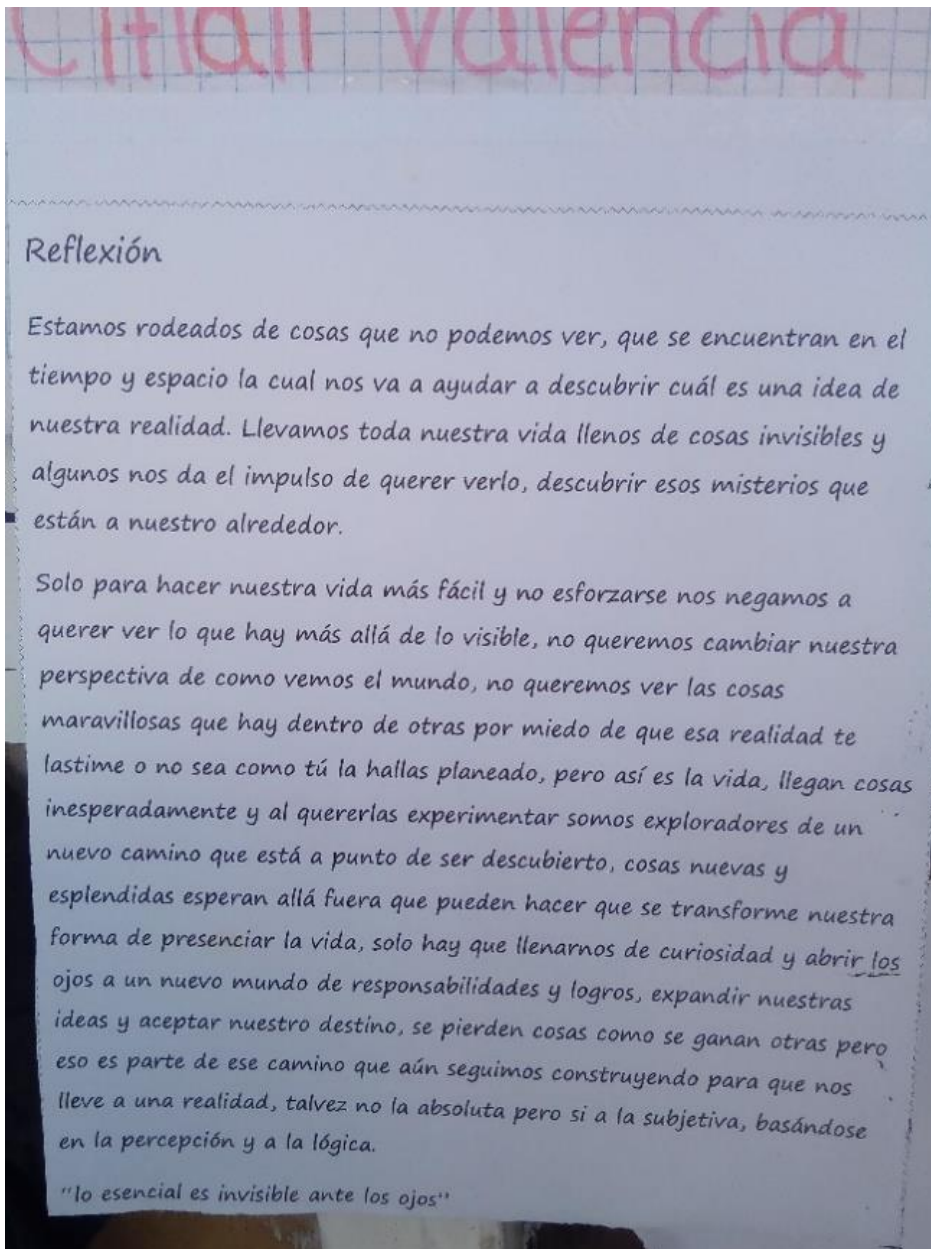 Citlali Valencia
Reflexión
Estamos rodeados de cosas que no podemos ver, que se encuentran en el
tiempo y espacio la cual nos va a ayudar a descubrir cuál es una idea de
nuestra realidad. Llevamos toda nuestra vida llenos de cosas invisibles y
algunos nos da el impulso de querer verlo, descubrir esos misterios que
están a nuestro alrededor.
Solo para hacer nuestra vida más fácil y no esforzarse nos negamos a
querer ver lo que hay más allá de lo visible, no queremos cambiar nuestra
perspectiva de como vemos el mundo, no queremos ver las cosas
maravillosas que hay dentro de otras por miedo de que esa realidad te
lastime o no sea como tú la hallas planeado, pero así es la vida, llegan cosas
inesperadamente y al quererlas experimentar somos exploradores de un
nuevo camino que está a punto de ser descubierto, cosas nuevas y
esplendidas esperan allá fuera que pueden hacer que se transforme nuestra
forma de presenciar la vida, solo hay que llenarnos de curiosidad y abrir los
ojos a un nuevo mundo de responsabilidades y logros, expandir nuestras
ideas y aceptar nuestro destino, se pierden cosas como se ganan otras pero
eso es parte de ese camino que aún seguimos construyendo para que nos
lleve a una realidad, talvez no la absoluta pero si a la subjetiva, basándose
en la percepción y a la lógica.
"lo esencial es invisible ante los ojos"